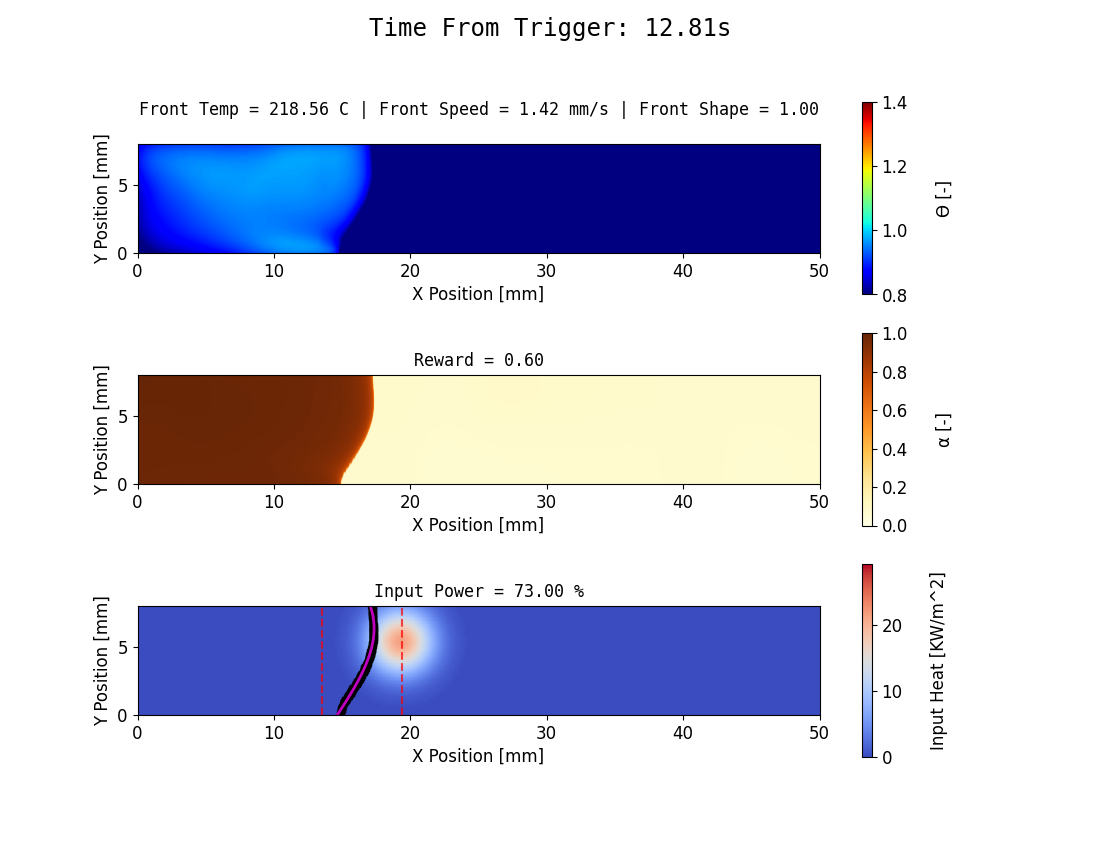 Time From Trigger: 12.81s
Front Temp = 218.56 C | Front Speed = 1.42 mm/s | Front Shape = 1.00
Y Position [mm]
5
0
0 10 20 30 40 50
X Position [mm]
1.4
1.2
1.0
0.8
Θ [-]
Reward = 0.60
Y Position [mm]
5
0
0 10 20 30 40 50
X Position [mm]
1.0
0.8
0.6
0.4
0.2
0.0
α [-]
Input Power = 73.00 %
Y Position [mm]
5
0
0 10 20 30 40 50
X Position [mm]
20
10
0
Input Heat [KW/m^2]